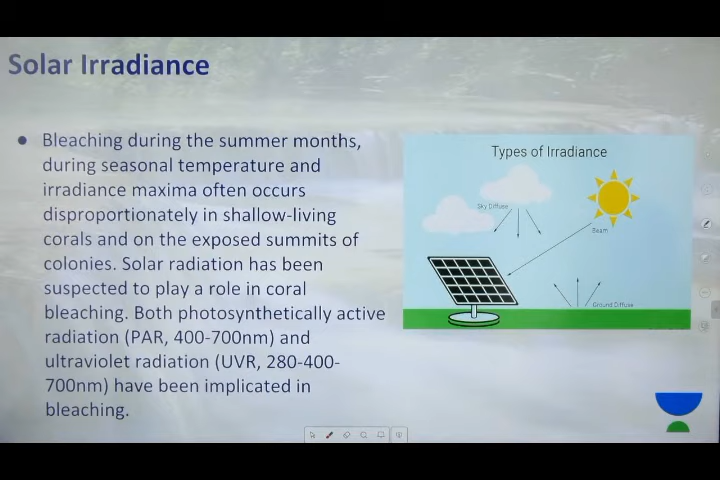 Solar Irradiance
Bleaching during the summer months,
during seasonal temperature and
irradiance maxima often occurs
disproportionately in shallow-living
corals and on the exposed summits of
colonies. Solar radiation has been
suspected to play a role in coral
bleaching. Both photosynthetically active
radiation (PAR, 400-700nm) and
ultraviolet radiation (UVR, 280-400-
700nm) have been implicated in
bleaching.
Types of Irradiance
Sky Diffuse
Beam
Ground Diffuse